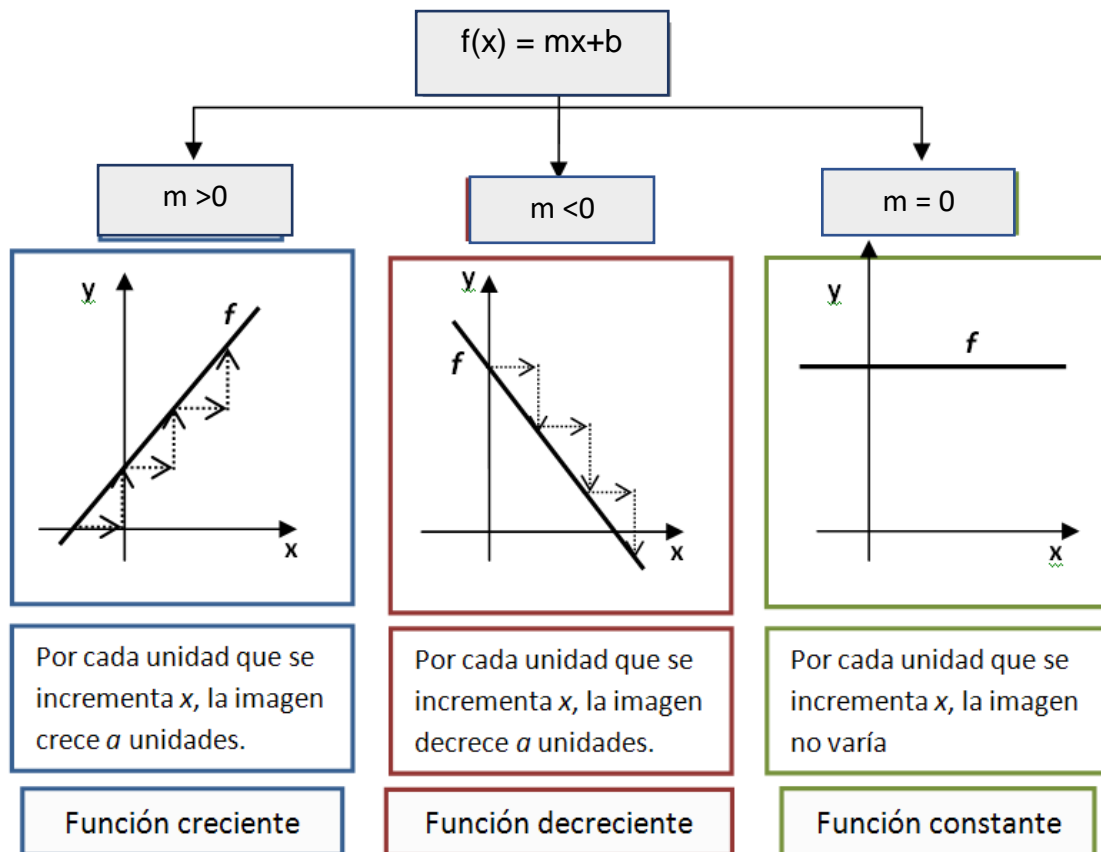 f(x) = mx+b
m >0
m <0
m = 0
y
f
x
y
f
x
y
f
x
Por cada unidad que se
incrementa x, la imagen
crece a unidades.
Por cada unidad que se
incrementa x, la imagen
decrece a unidades.
Por cada unidad que se
incrementa x, la imagen
no varía
Función creciente
Función decreciente
Función constante